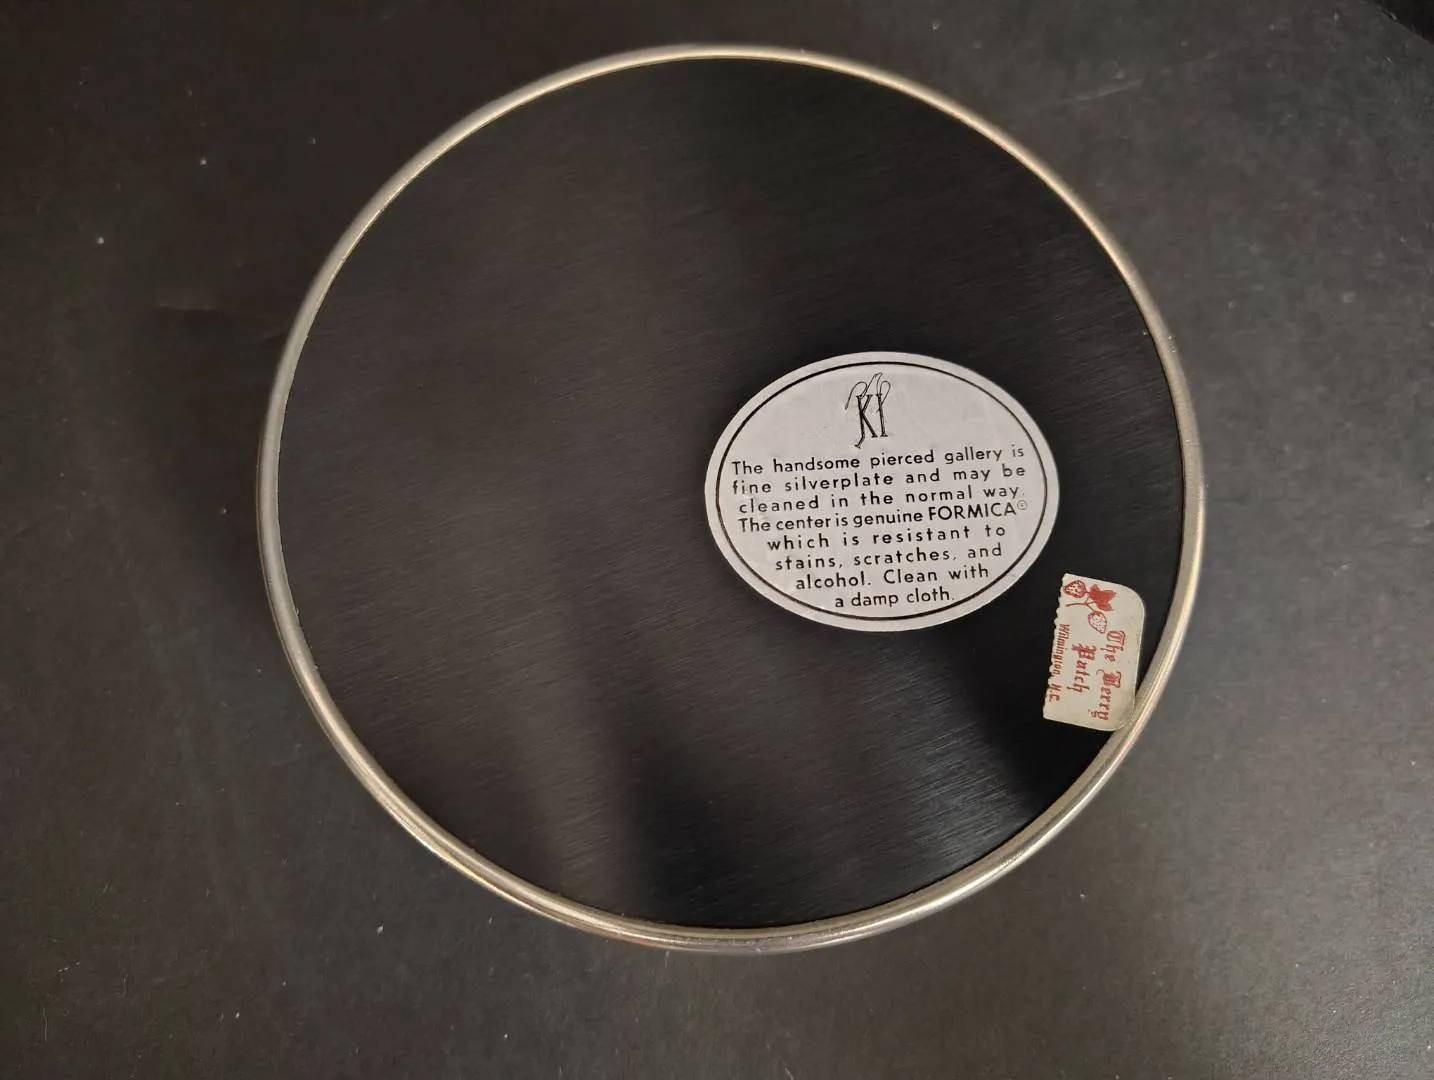 KI
The handsome pierced gallery is
fine silverplate and may be
cleaned in the normal way.
The center is genuine FORMICA®
which is resistant to
stains, scratches, and
alcohol. Clean with
a damp cloth.
The Berry
Patch
Wilmington, N.C.